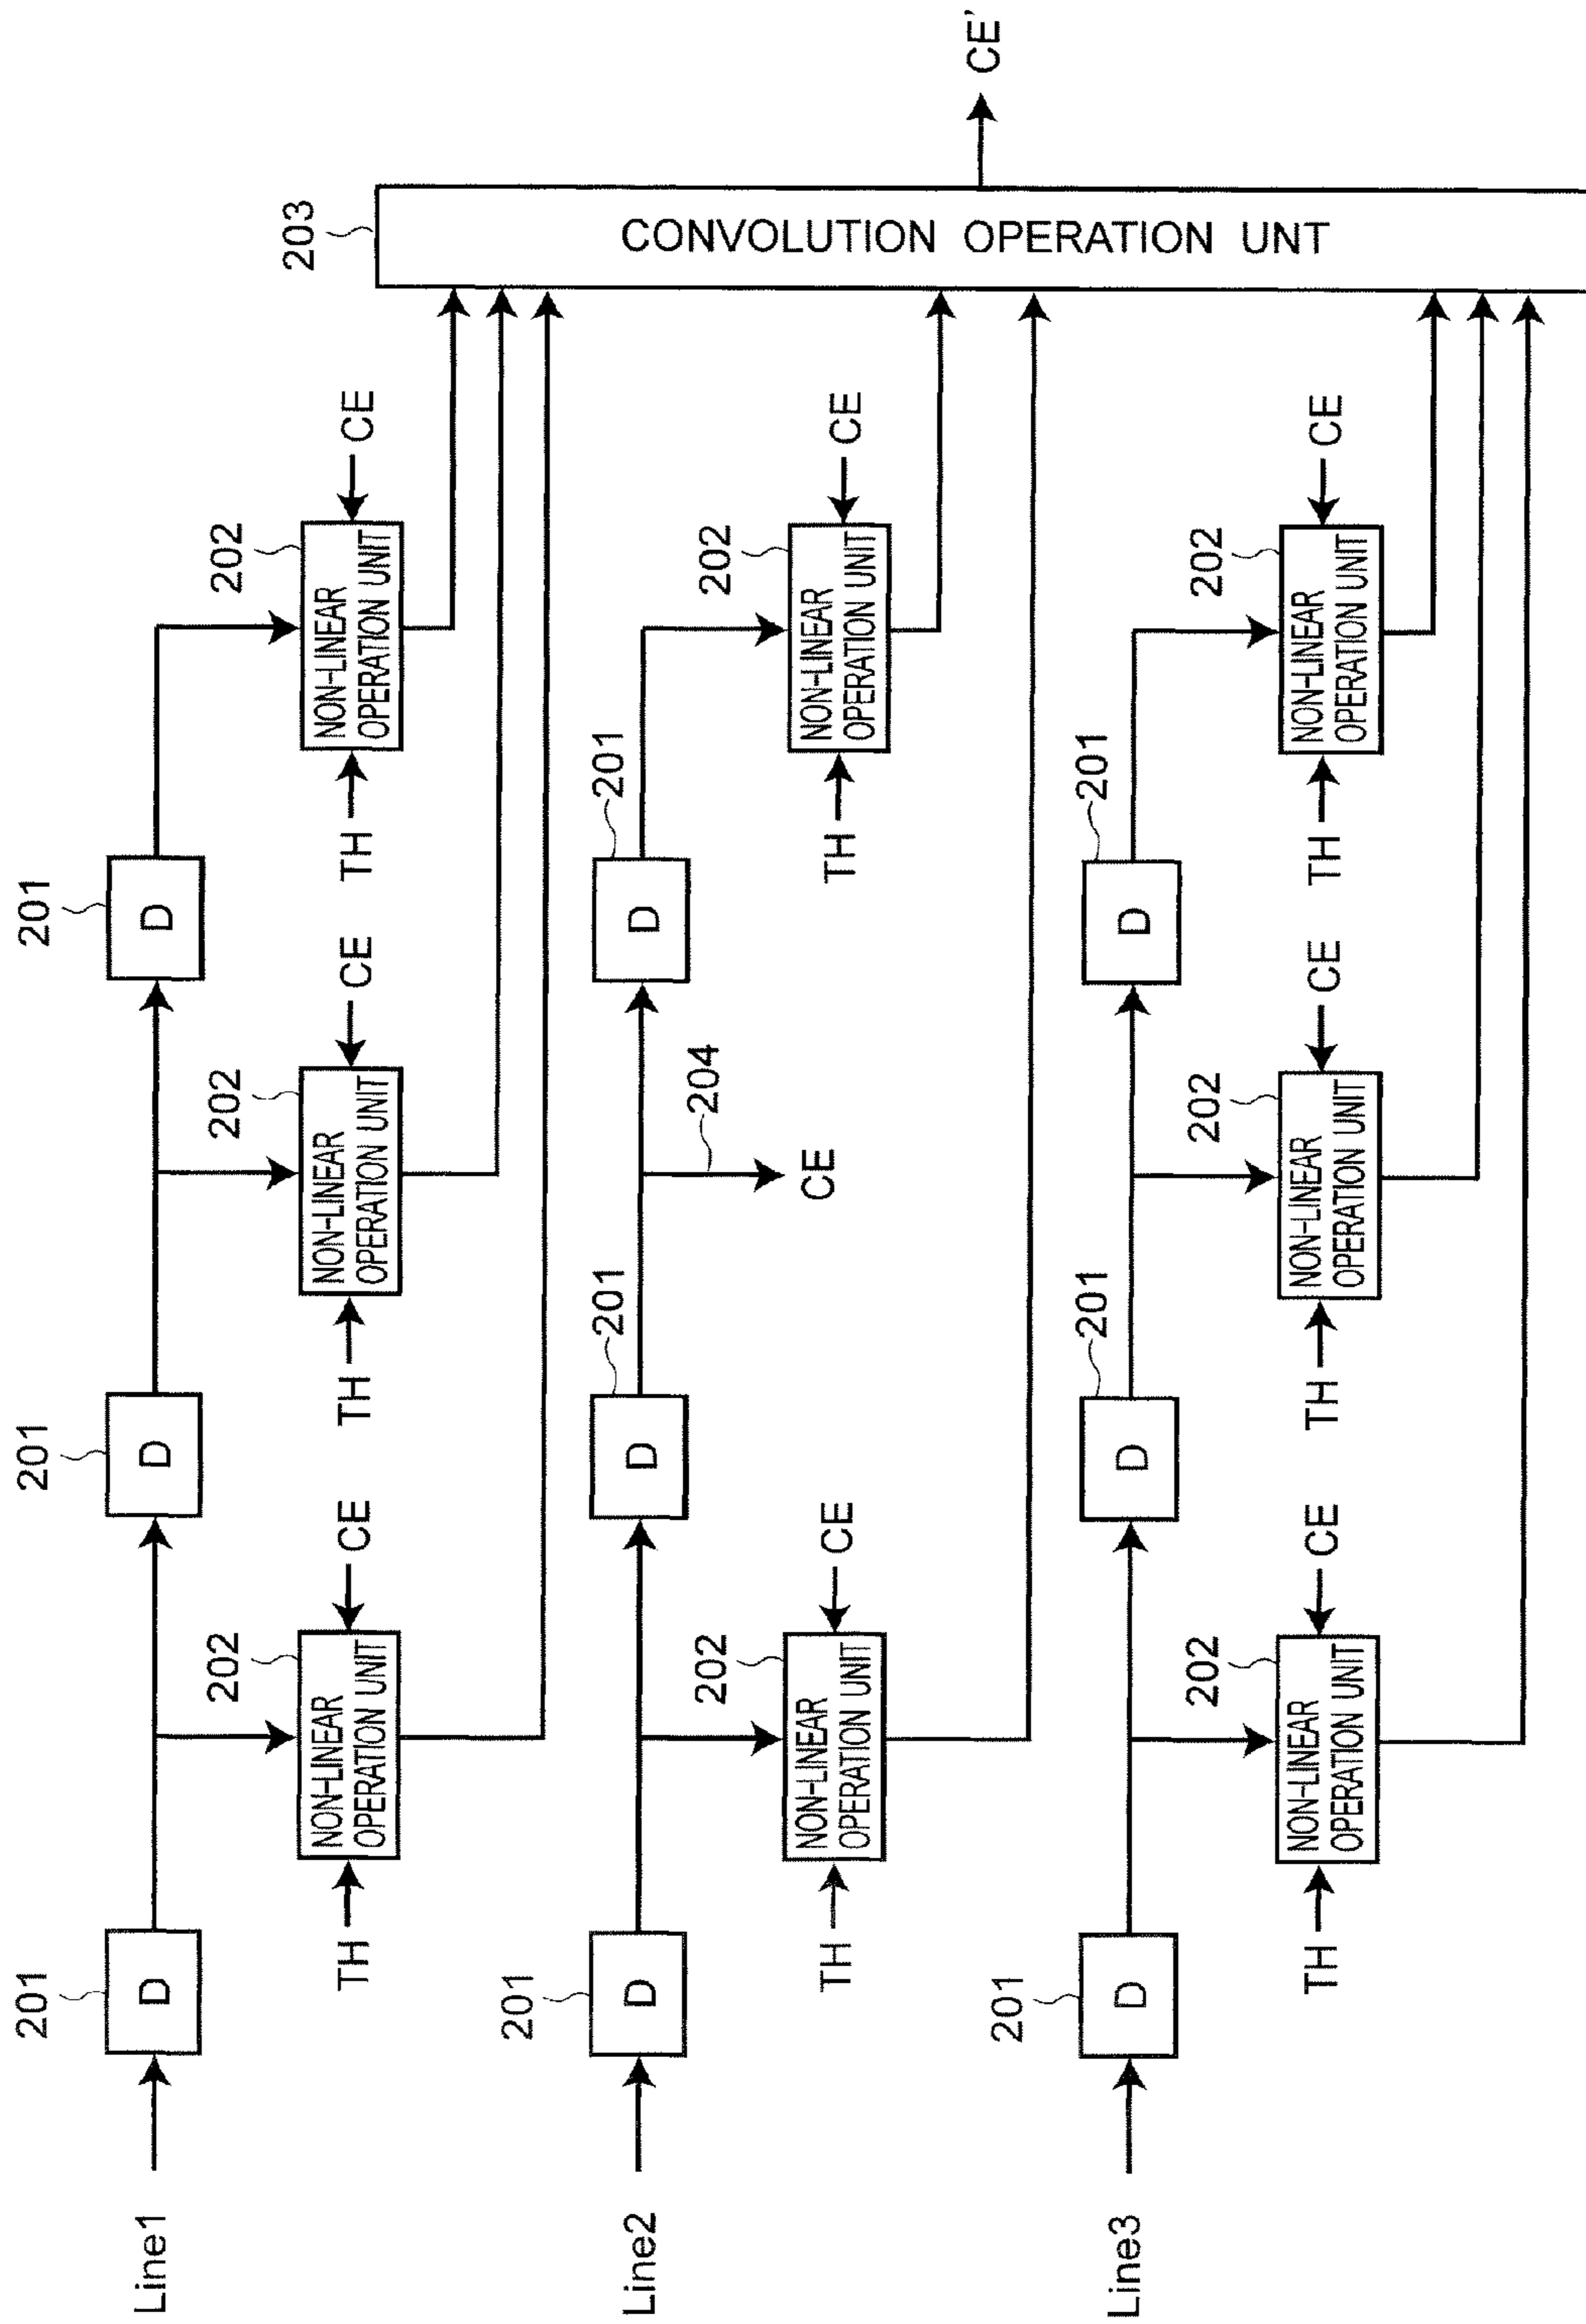 201
201
201
Line1
D
D
D
202
202
202
TH
NON-LINEAR
OPERATION UNIT
CE
TH
NON-LINEAR
OPERATION UNIT
CE
TH
NON-LINEAR
OPERATION UNIT
CE
203
201
201
201
Line2
D
D
D
204
202
202
TH
NON-LINEAR
OPERATION UNIT
CE
CE
TH
NON-LINEAR
OPERATION UNIT
CE
CONVOLUTION OPERATION UNT
CE'
201
201
201
Line3
D
D
D
202
202
202
TH
NON-LINEAR
OPERATION UNIT
CE
TH
NON-LINEAR
OPERATION UNIT
CE
TH
NON-LINEAR
OPERATION UNIT
CE